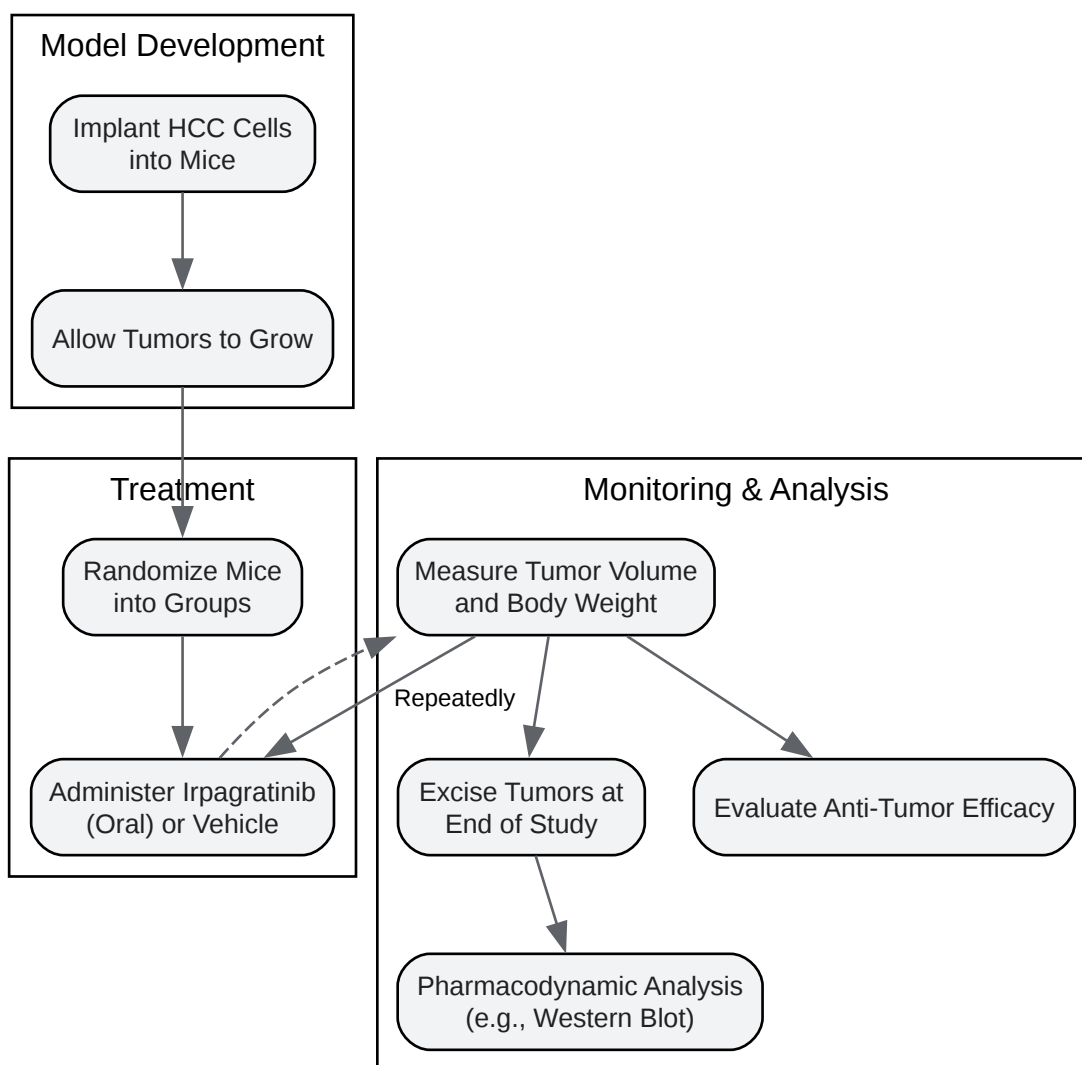 Model Development
Implant HCC Cells
into Mice
Allow Tumors to Grow
Treatment
Randomize Mice
into Groups
Administer Irpagratinib
(Oral) or Vehicle
Monitoring & Analysis
Measure Tumor Volume
and Body Weight
Repeatedly
Excise Tumors at
End of Study
Evaluate Anti-Tumor Efficacy
Pharmacodynamic Analysis
(e.g., Western Blot)